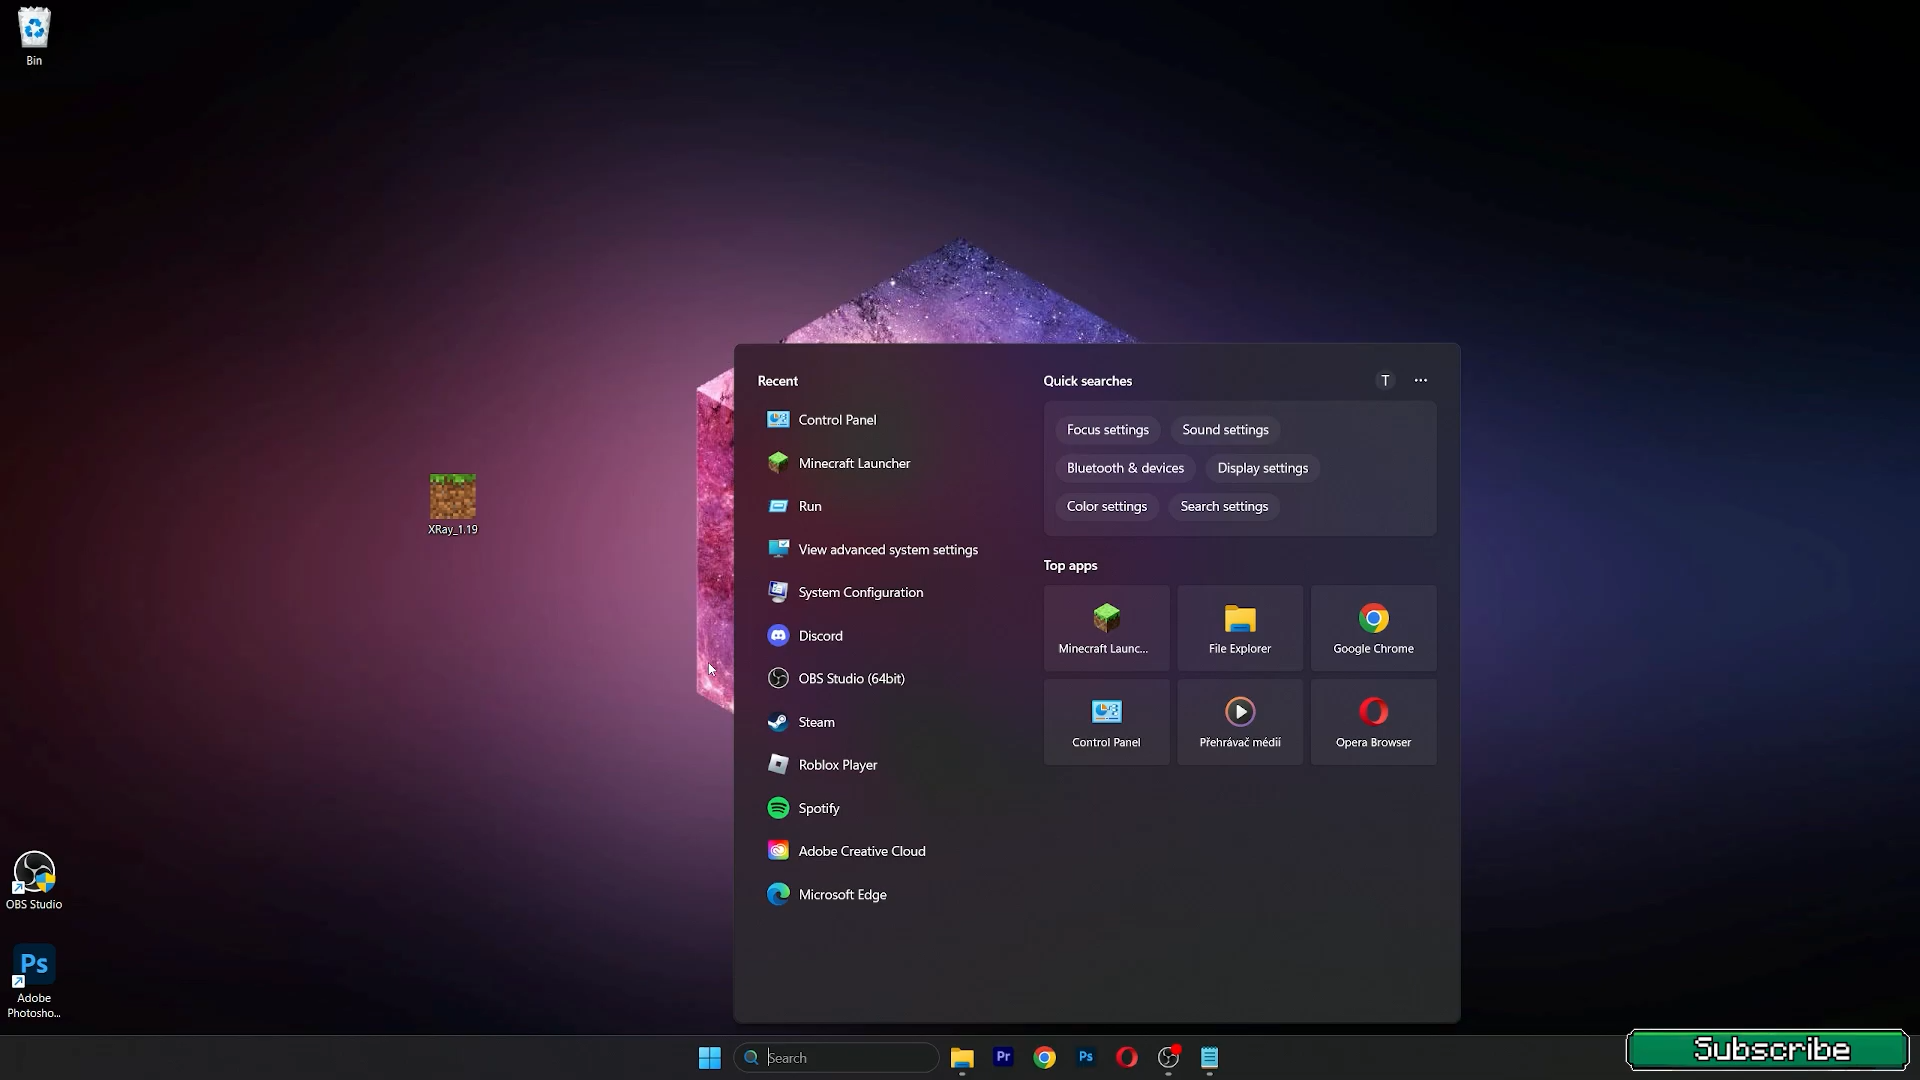 Bin
XRay_1.19
OBS Studio
Ps
Adobe
Photosho...
Recent
Control Panel
Minecraft Launcher
Run
View advanced system settings
System Configuration
Discord
OBS Studio (64bit)
Steam
Roblox Player
Spotify
Adobe Creative Cloud
Microsoft Edge
Quick searches
T
Focus settings
Sound settings
Bluetooth & devices
Display settings
Color settings
Search settings
Top apps
Minecraft Launc...
File Explorer
Google Chrome
Control Panel
Přehrávač médií
Opera Browser
Search
Pr
Ps
Subscribe